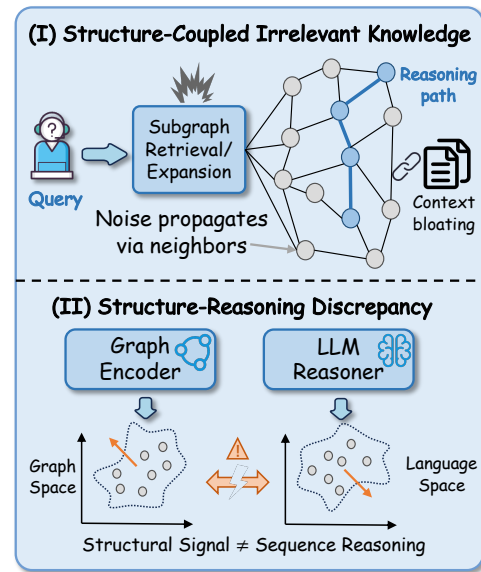 (I) Structure-Coupled Irrelevant Knowledge
Reasoning
path
Subgraph
Retrieval/
Expansion
Query
Context
bloating
Noise propagates
via neighbors
(II) Structure-Reasoning Discrepancy
Graph
Encoder
LLM
Reasoner
Graph
Space
Language
Space
Structural Signal ≠ Sequence Reasoning